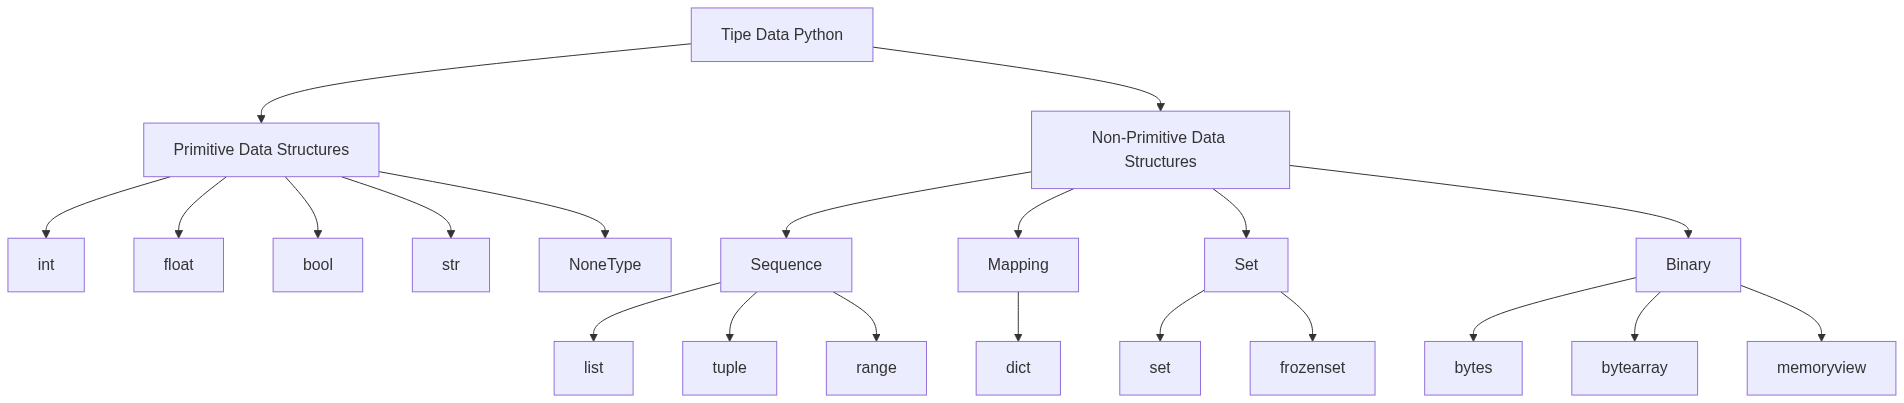 Tipe Data Python
Primitive Data Structures
Non-Primitive Data
Structures
int
float
bool
str
NoneType
Sequence
Mapping
Set
Binary
list
tuple
range
dict
set
frozenset
bytes
bytearray
memoryview